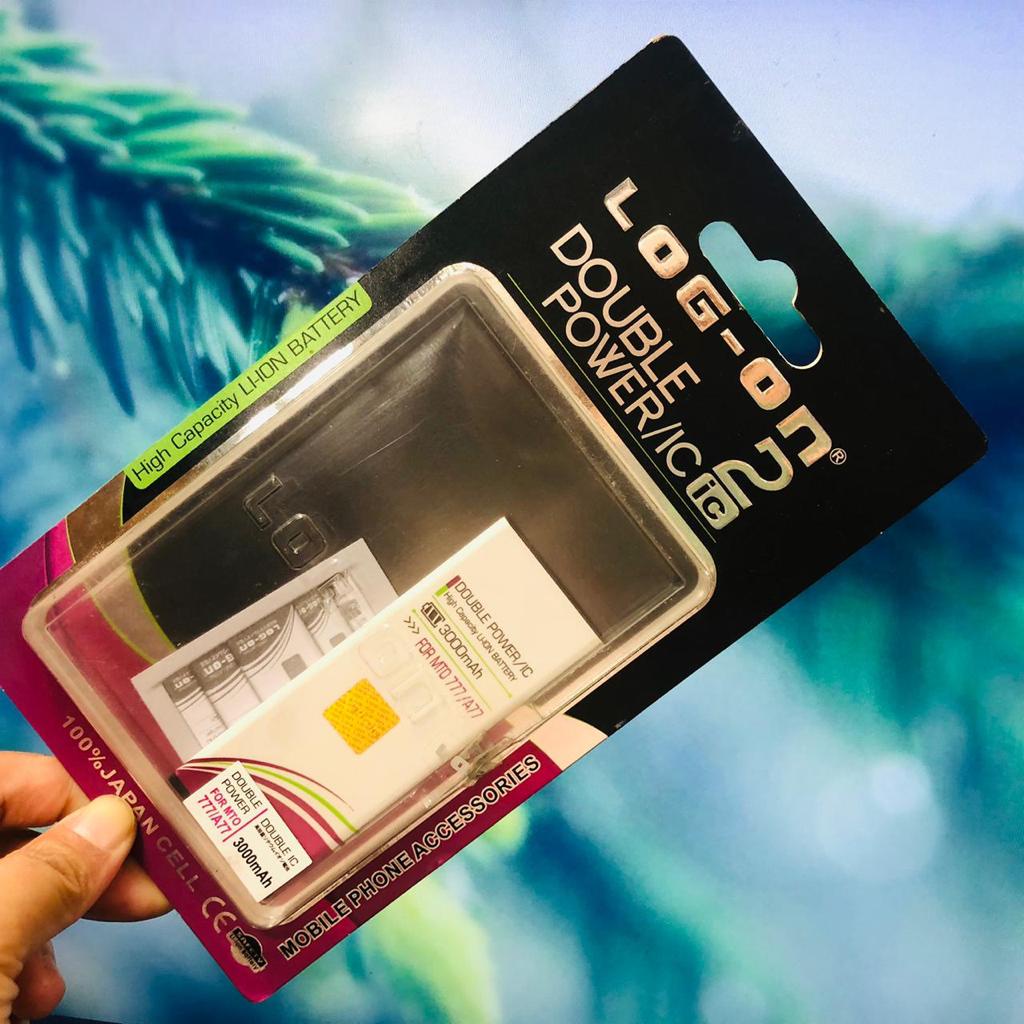 LOG-On®
DOUBLE
POWER/IC
ic
2
High Capacity LI-ION BATTERY
LO
DOUBLE POWER/IC
High Capacity LI-ION BATTERY
3000mAh
>>> FOR MTO 777/A77
DOUBLE
POWER
FOR MTO
777/A77
DOUBLE IC
3000mAh
100% JAPAN CELL CE
MOBILE PHONE ACCESSORIES